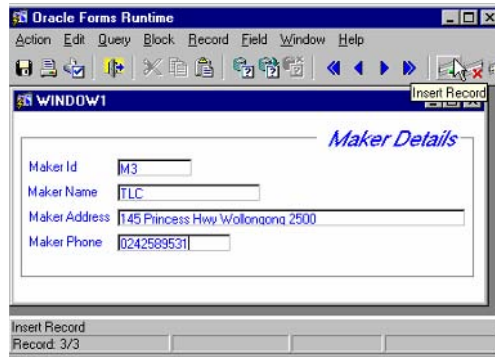 Oracle Forms Runtime
Action Edit Query Block Record Field Window Help
Insert Record
WINDOW1
Maker Details
Maker Id M3
Maker Name TLC
Maker Address 145 Princess Hwy Wollongong 2500
Maker Phone 0242589531
Insert Record
Record: 3/3